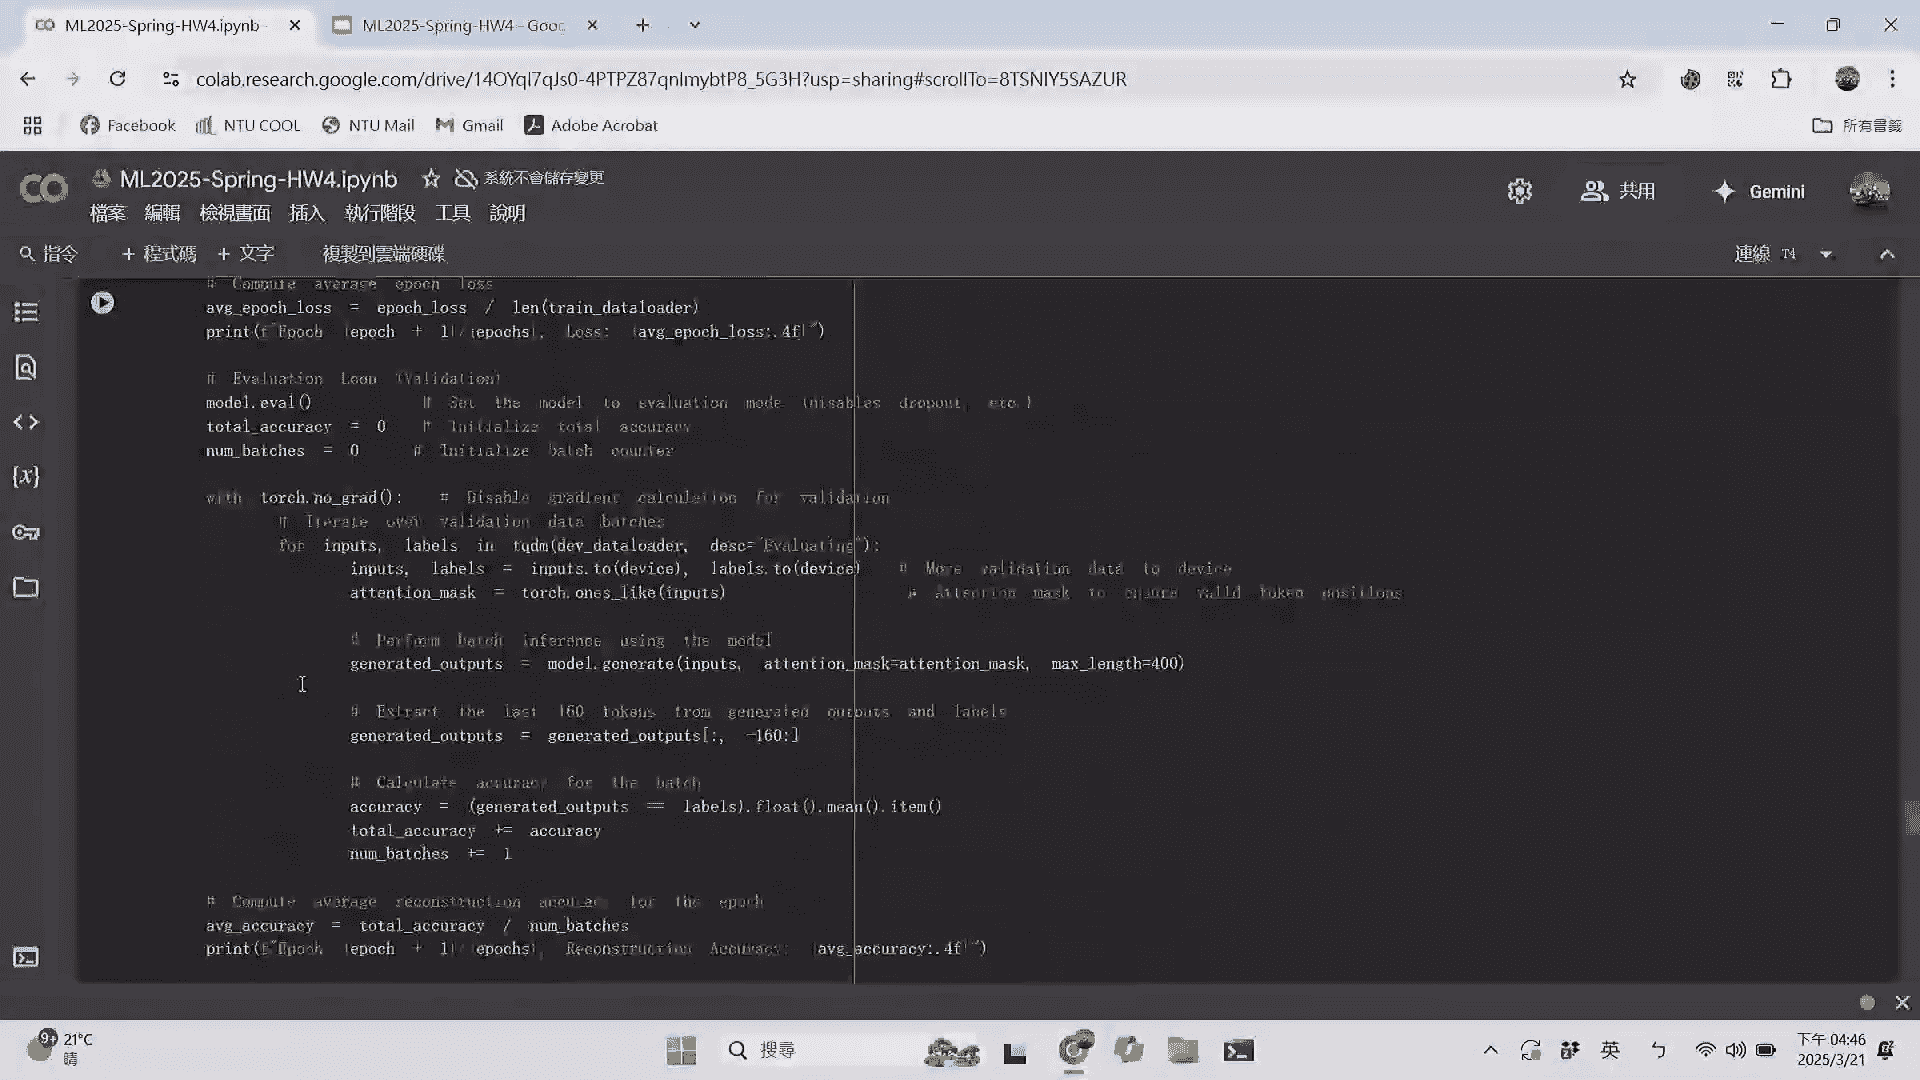 ML2025-Spring-HW4.ipynb
ML2025-Spring-HW4 - Goo
colab.research.google.com/drive/14OYql7qJs0-4PTPZ87qnlmybtP8_5G3H?usp=sharing#scrollTo=8TSNIY5SAZUR
Facebook NTU COOL NTU Mail Gmail Adobe Acrobat 所有書籤
ML2025-Spring-HW4.ipynb 系統不會儲存變更
檔案 編輯 檢視畫面 插入 執行階段 工具 說明
共用 Gemini
指令 + 程式碼 + 文字 複製到雲端硬碟 連線 T4
# Compute average epoch loss
avg_epoch_loss = epoch_loss / len(train_dataloader)
print(f"Epoch {epoch + 1}/{epochs}, Loss: {avg_epoch_loss:.4f}")
# Evaluation Loop (Validation)
model.eval() # Set the model to evaluation mode (disables dropout, etc.)
total_accuracy = 0 # Initialize total accuracy
num_batches = 0 # Initialize batch counter
with torch.no_grad(): # Disable gradient calculation for validation
# Iterate over validation data batches
for inputs, labels in tqdm(dev_dataloader, desc="Evaluating"):
inputs, labels = inputs.to(device), labels.to(device) # Move validation data to device
attention_mask = torch.ones_like(inputs) # Attention mask to ensure valid token positions
# Perform batch inference using the model
generated_outputs = model.generate(inputs, attention_mask=attention_mask, max_length=400)
# Extract the last 160 tokens from generated outputs and labels
generated_outputs = generated_outputs[:, -160:]
# Calculate accuracy for the batch
accuracy = (generated_outputs == labels).float().mean().item()
total_accuracy += accuracy
num_batches += 1
# Compute average reconstruction accuracy for the epoch
avg_accuracy = total_accuracy / num_batches
print(f"Epoch {epoch + 1}/{epochs}, Reconstruction Accuracy: {avg_accuracy:.4f}")
9+ 21°C
晴
搜尋
英
下午 04:46
2025/3/21